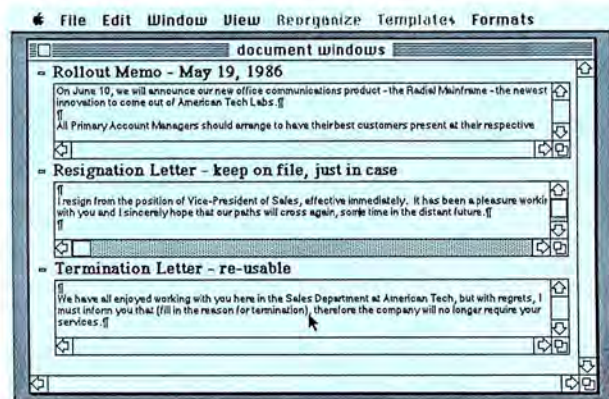 File Edit Window View Reorganize Templates Formats
document windows
Rollout Memo - May 19, 1986
On June 10, we will announce our new office communications product - the Radial Mainframe - the newest
innovation to come out of American Tech Labs.¶
¶
All Primary Account Managers should arrange to have their best customers present at their respective
Resignation Letter - keep on file, just in case
¶
I resign from the position of Vice-President of Sales, effective immediately. It has been a pleasure workin
with you and I sincerely hope that our paths will cross again, some time in the distant future.¶
¶
Termination Letter - re-usable
¶
We have all enjoyed working with you here in the Sales Department at American Tech, but with regrets, I
must inform you that (fill in the reason for termination), therefore the company will no longer require your
services.¶